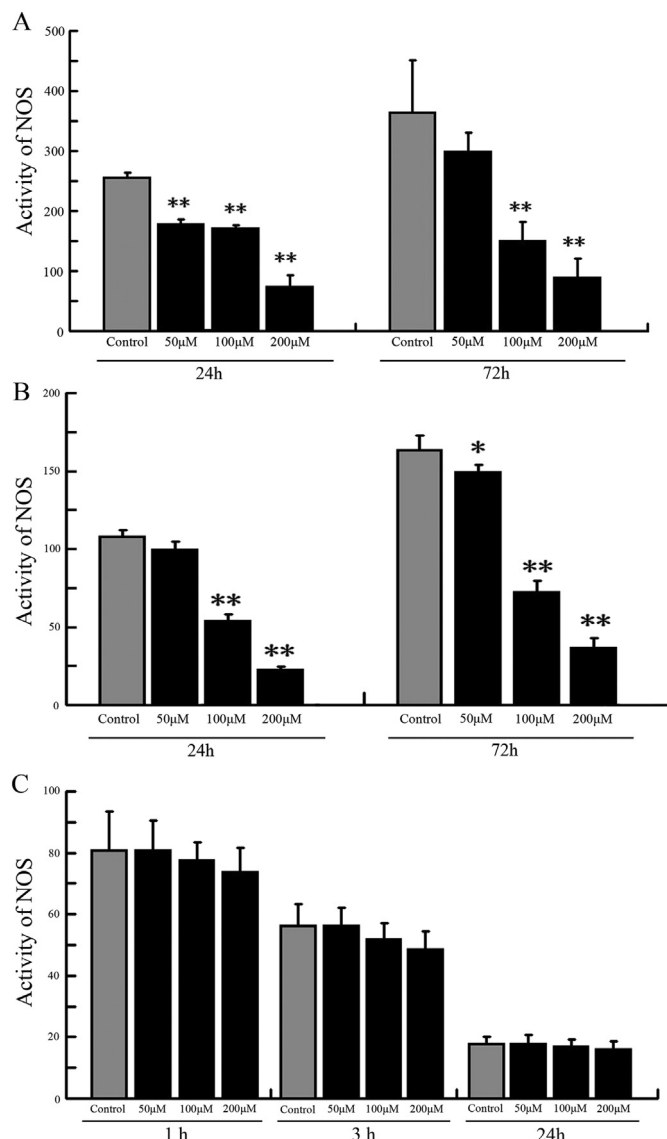 A
Activity of NOS
500
400
300
200
100
0
** ** **
** **
Control 50µM 100µM 200µM Control 50µM 100µM 200µM
24h 72h
B
Activity of NOS
200
150
100
50
0
** **
* ** **
Control 50µM 100µM 200µM Control 50µM 100µM 200µM
24h 72h
C
Activity of NOS
100
80
60
40
20
0
Control 50µM 100µM 200µM Control 50µM 100µM 200µM Control 50µM 100µM 200µM
1 h 3 h 24h